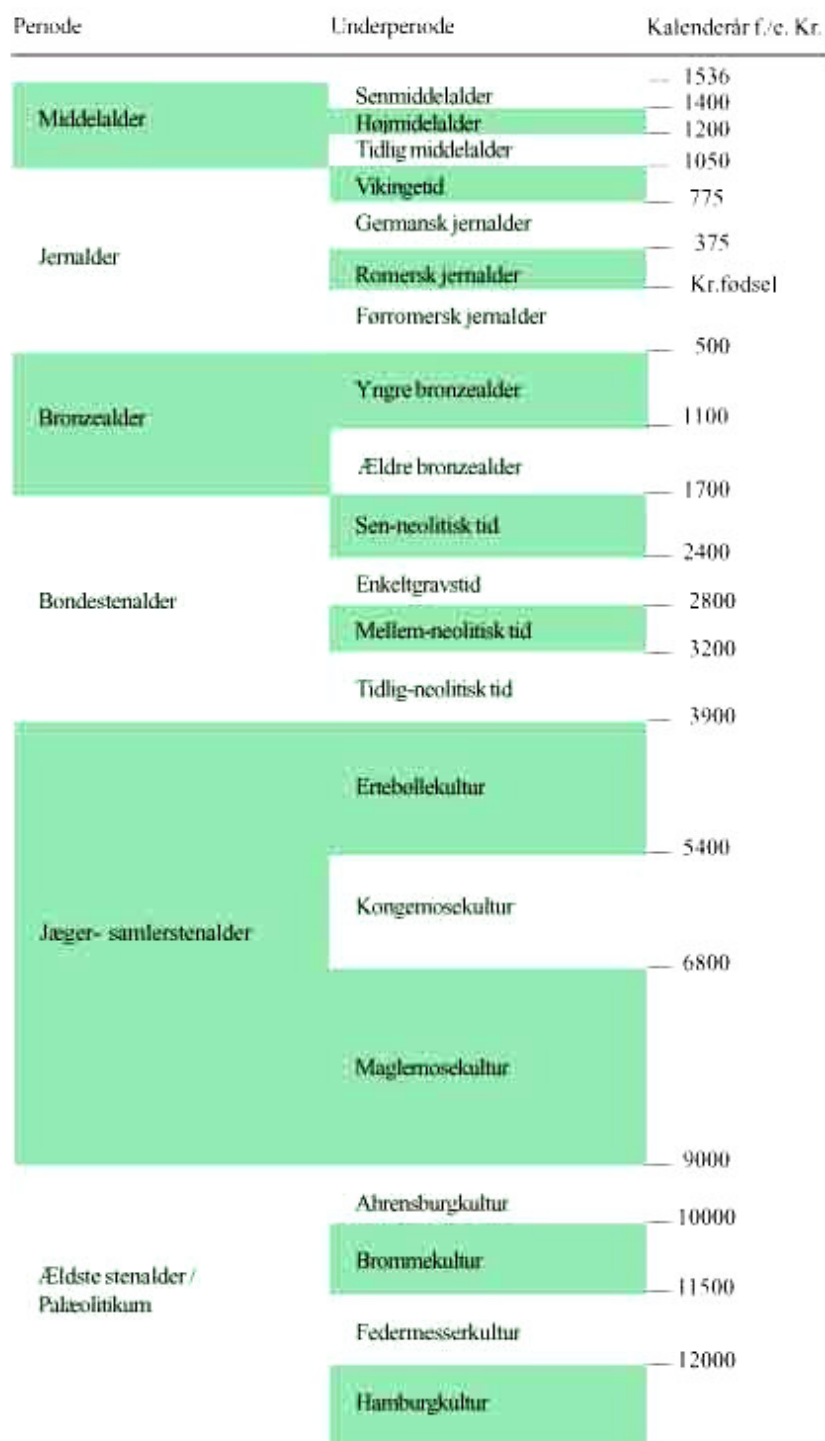 Periode Underperiode Kalenderår f./e. Kr.
1536
Senmiddelalder
1400
Middelalder Højmidelalder
1200
Tidlig middelalder
1050
Vikingetid
775
Germansk jernalder
375
Jernalder
Romersk jernalder
Kr.fødsel
Førromersk jernalder
500
Yngre bronzealder
Bronzealder
1100
Ældre bronzealder
1700
Sen-neolitisk tid
2400
Enkeltgravstid
Bondestenalder
2800
Mellem-neolitisk tid
3200
Tidlig-neolitisk tid
3900
Ertebøllekultur
5400
Kongemosekultur
Jæger- samlerstenalder
6800
Maglemosekultur
9000
Ahrensburgkultur
10000
Brommekultur
Ældste stenalder /
Palæolitikum
11500
Federmesserkultur
12000
Hamburgkultur